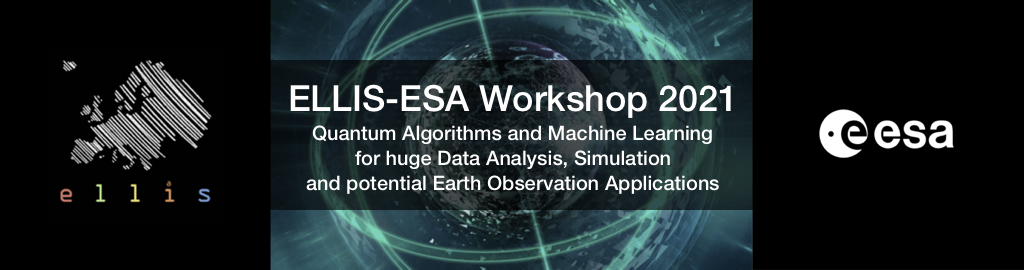 ELLIS-ESA Workshop 2021
Quantum Algorithms and Machine Learning
for huge Data Analysis, Simulation
and potential Earth Observation Applications
ellis
esa